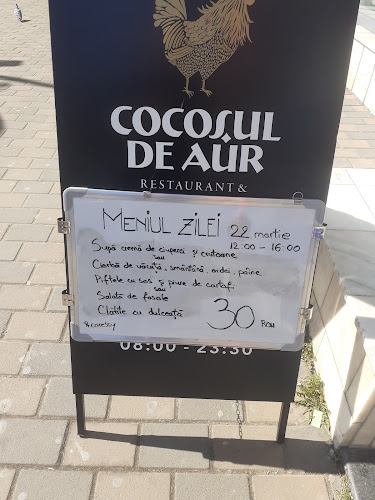 COCOȘUL
DE AUR
RESTAURANT &
MENIUL ZILEI 22 martie
12:00 - 16:00
Supă cremă de ciuperci și crutoane
sau
Ciorbă de văcuță, smântână, ardei, pâine.
Piftele cu sos și piure de cartofi
sau
Salată de fasole
Clătite cu dulceață
30 RON
08:00 - 23:30